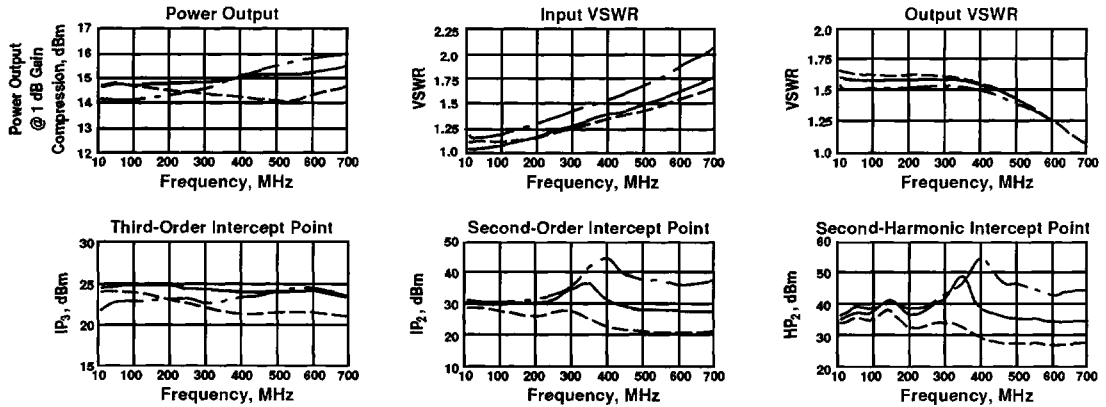 Power Output
Power Output
@ 1 dB Gain
Compression, dBm
17
16
15
14
13
12
10 100 200 300 400 500 600 700
Frequency, MHz
Input VSWR
VSWR
2.25
2.0
1.75
1.5
1.25
1.0
10 100 200 300 400 500 600 700
Frequency, MHz
Output VSWR
VSWR
2.0
1.75
1.5
1.25
1.0
10 100 200 300 400 500 600 700
Frequency, MHz
Third-Order Intercept Point
IP3, dBm
30
25
20
15
10 100 200 300 400 500 600 700
Frequency, MHz
Second-Order Intercept Point
IP2, dBm
50
40
30
20
10
10 100 200 300 400 500 600 700
Frequency, MHz
Second-Harmonic Intercept Point
HP2, dBm
60
50
40
30
20
10 100 200 300 400 500 600 700
Frequency, MHz